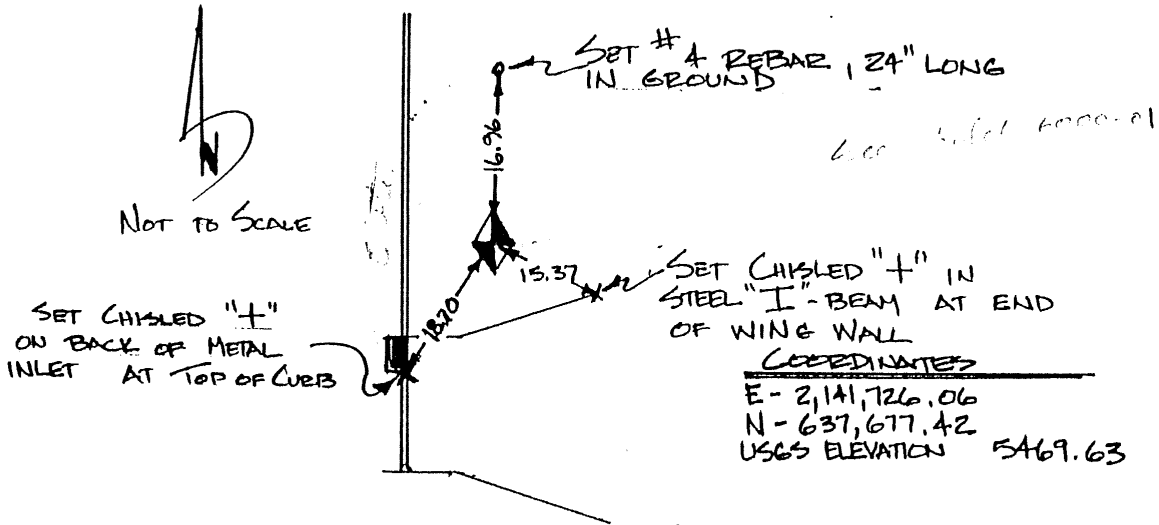 SET # 4 REBAR, 24" LONG
IN GROUND
16.96
N
NOT TO SCALE
15.37
SET CHISLED "+" IN
STEEL "I"-BEAM AT END
OF WING WALL
18.20
SET CHISLED "+"
ON BACK OF METAL
INLET AT TOP OF CURB
COORDINATES
E - 2,141,726.06
N - 637,677.42
USGS ELEVATION 5469.63